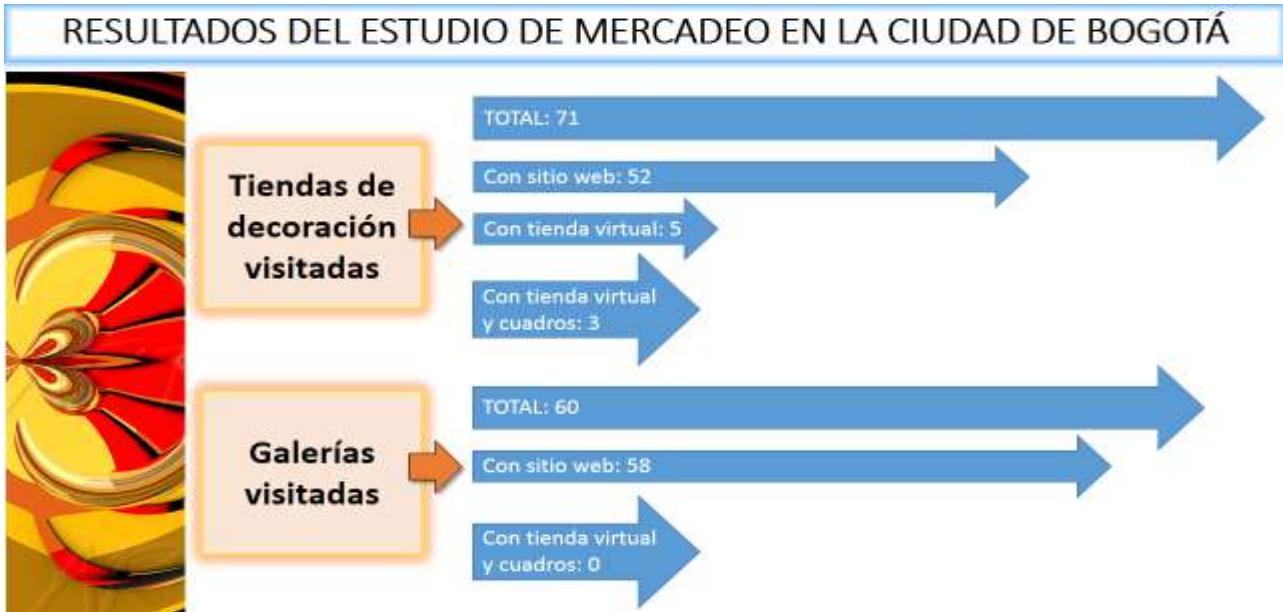 RESULTADOS DEL ESTUDIO DE MERCADEO EN LA CIUDAD DE BOGOTÁ
Tiendas de
decoración
visitadas
TOTAL: 71
Con sitio web: 52
Con tienda virtual: 5
Con tienda virtual
y cuadros: 3
Galerías
visitadas
TOTAL: 60
Con sitio web: 58
Con tienda virtual
y cuadros: 0